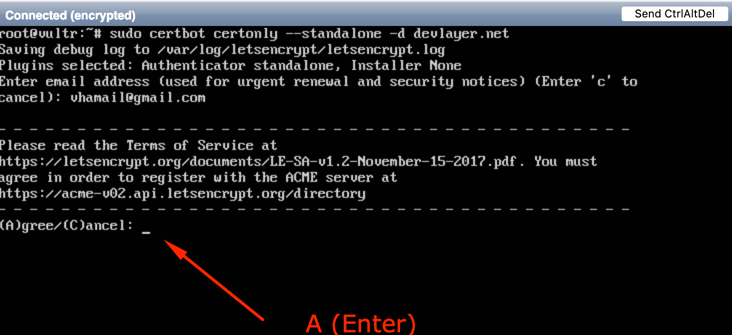 Connected (encrypted)
Send CtrlAltDel
root@vultr:~# sudo certbot certonly --standalone -d devlayer.net
Saving debug log to /var/log/letsencrypt/letsencrypt.log
Plugins selected: Authenticator standalone, Installer None
Enter email address (used for urgent renewal and security notices) (Enter 'c' to
cancel): vhamail@gmail.com
- - - - - - - - - - - - - - - - - - - - - - - - - - - - - - - - - - - - - - - -
Please read the Terms of Service at
https://letsencrypt.org/documents/LE-SA-v1.2-November-15-2017.pdf. You must
agree in order to register with the ACME server at
https://acme-v02.api.letsencrypt.org/directory
- - - - - - - - - - - - - - - - - - - - - - - - - - - - - - - - - - - - - - - -
(A)gree/(C)ancel: _
A (Enter)